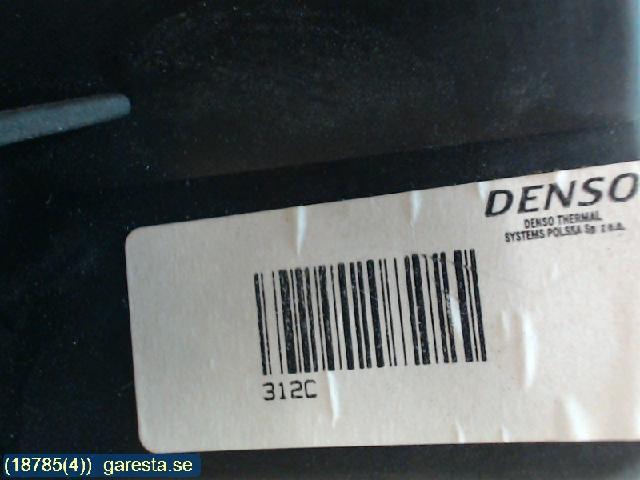 DENSO
DENSO THERMAL
SYSTEMS POLSKA Sp. z o.o.
312C
(18785(4)) garesta.se